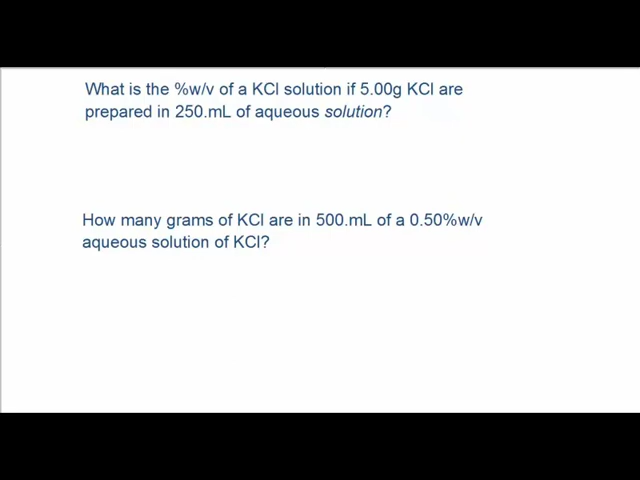 What is the %w/v of a KCl solution if 5.00g KCl are
prepared in 250.mL of aqueous solution?
How many grams of KCl are in 500.mL of a 0.50%w/v
aqueous solution of KCl?